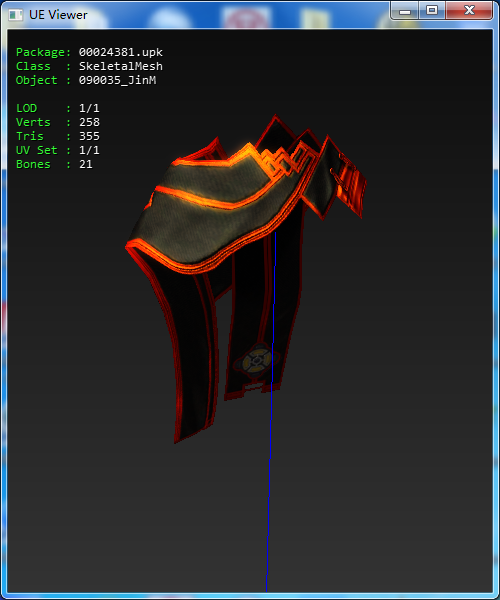 UE Viewer
Package: 00024381.upk
Class : SkeletalMesh
Object : 090035_JinM
LOD : 1/1
Verts : 258
Tris : 355
UV Set : 1/1
Bones : 21